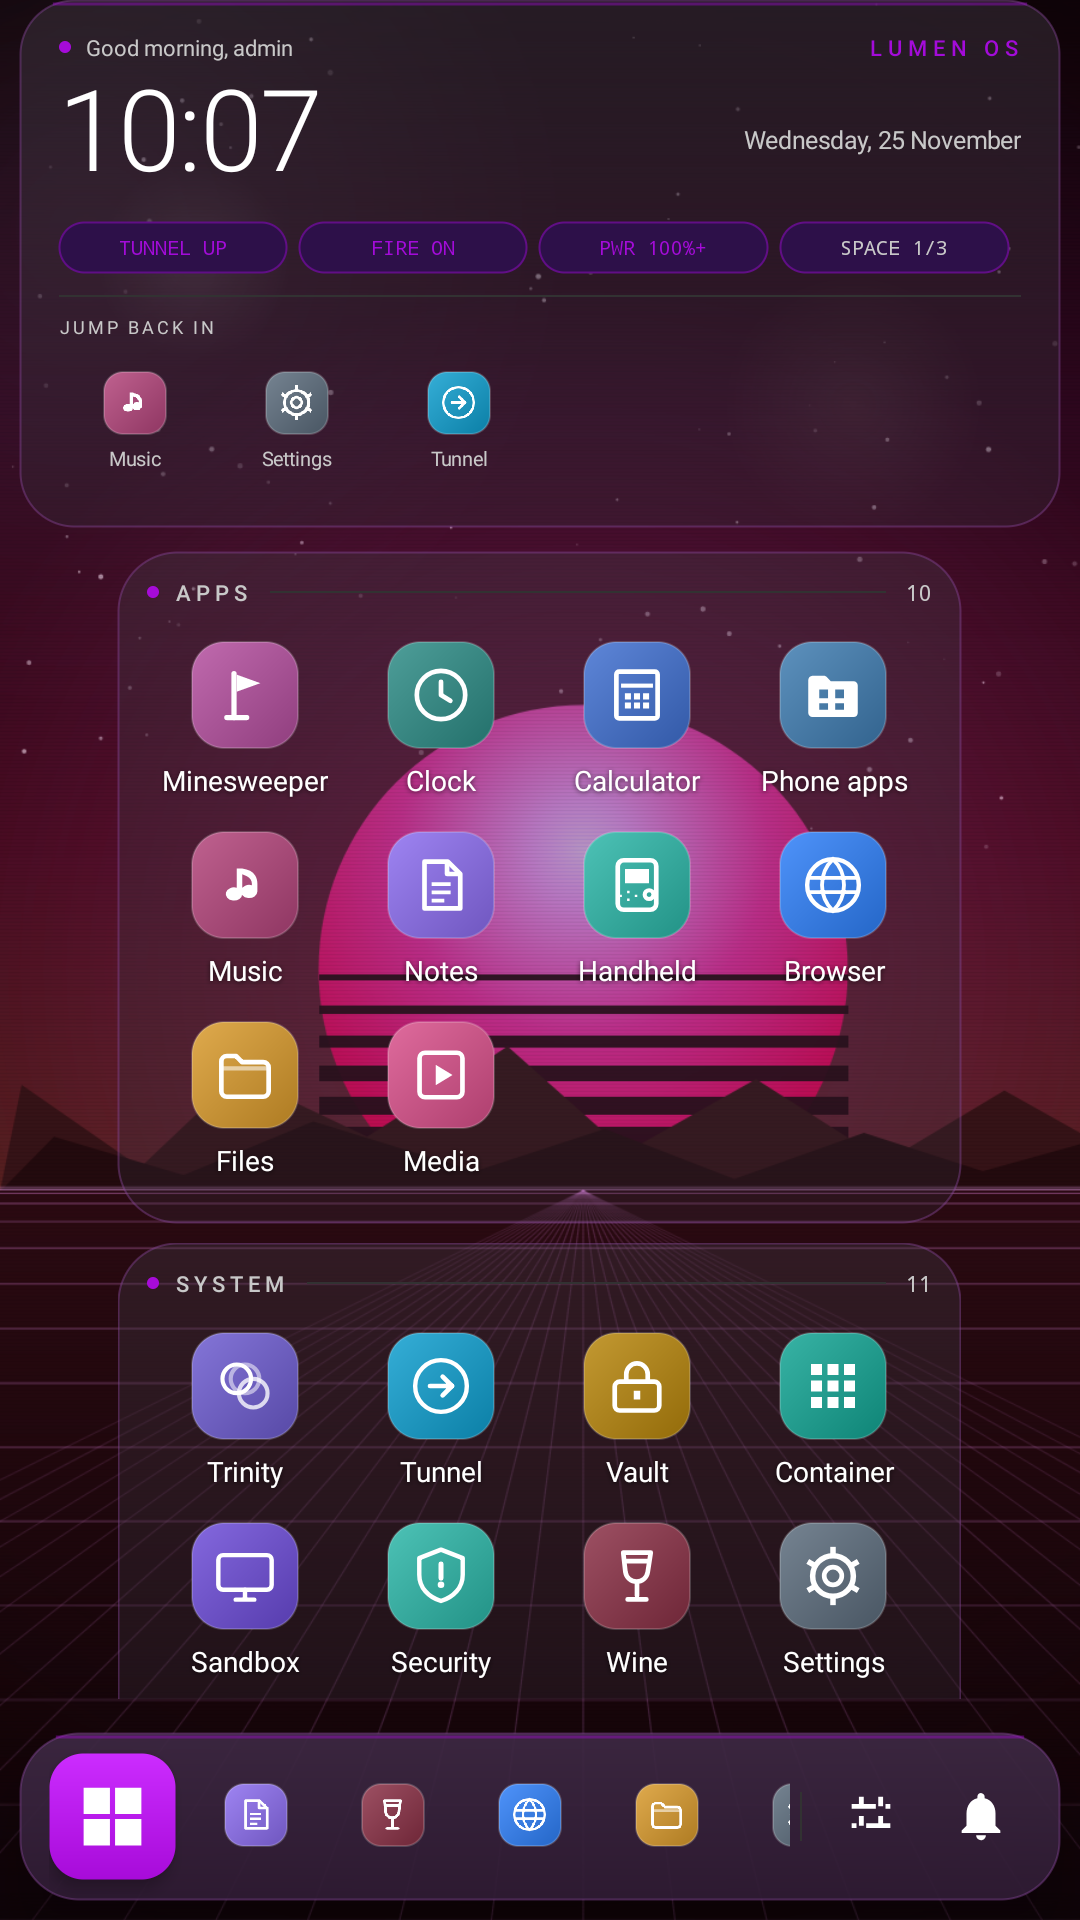 Good morning, admin
LUMEN OS
10:07
Wednesday, 25 November
TUNNEL UP
FIRE ON
PWR 100%+
SPACE 1/3
JUMP BACK IN
Music
Settings
Tunnel
APPS
10
Minesweeper
Clock
Calculator
Phone apps
Music
Notes
Handheld
Browser
Files
Media
SYSTEM
11
Trinity
Tunnel
Vault
Container
Sandbox
Security
Wine
Settings